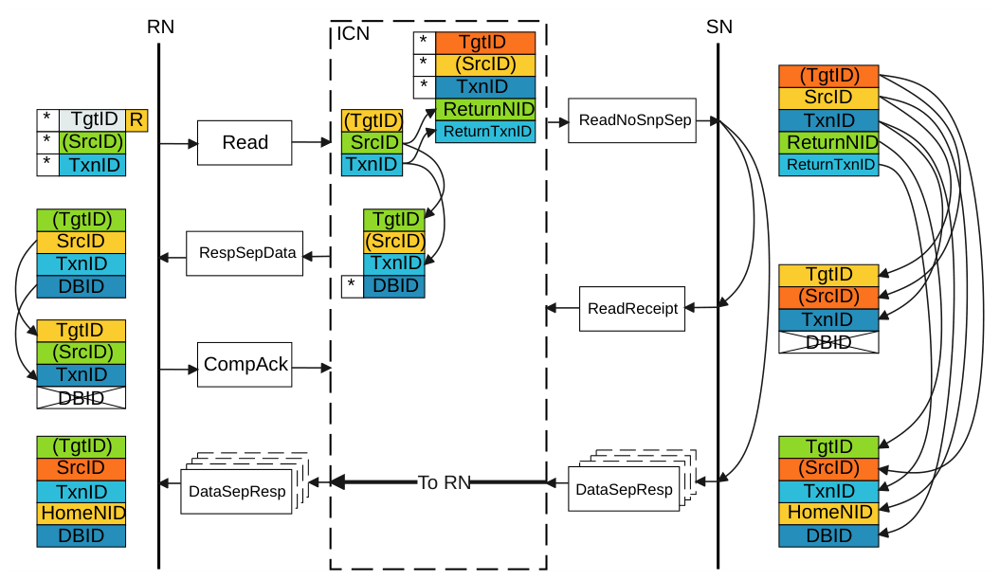 RN
ICN
SN
* TgtID
* (SrcID)
* TxnID
ReturnNID
ReturnTxnID
* TgtID R
* (SrcID)
* TxnID
Read
(TgtID)
SrcID
TxnID
ReadNoSnpSep
(TgtID)
SrcID
TxnID
ReturnNID
ReturnTxnID
(TgtID)
SrcID
TxnID
DBID
RespSepData
TgtID
(SrcID)
TxnID
* DBID
ReadReceipt
TgtID
(SrcID)
TxnID
DBID
TgtID
(SrcID)
TxnID
DBID
CompAck
(TgtID)
SrcID
TxnID
HomeNID
DBID
DataSepResp
To RN
DataSepResp
TgtID
(SrcID)
TxnID
HomeNID
DBID